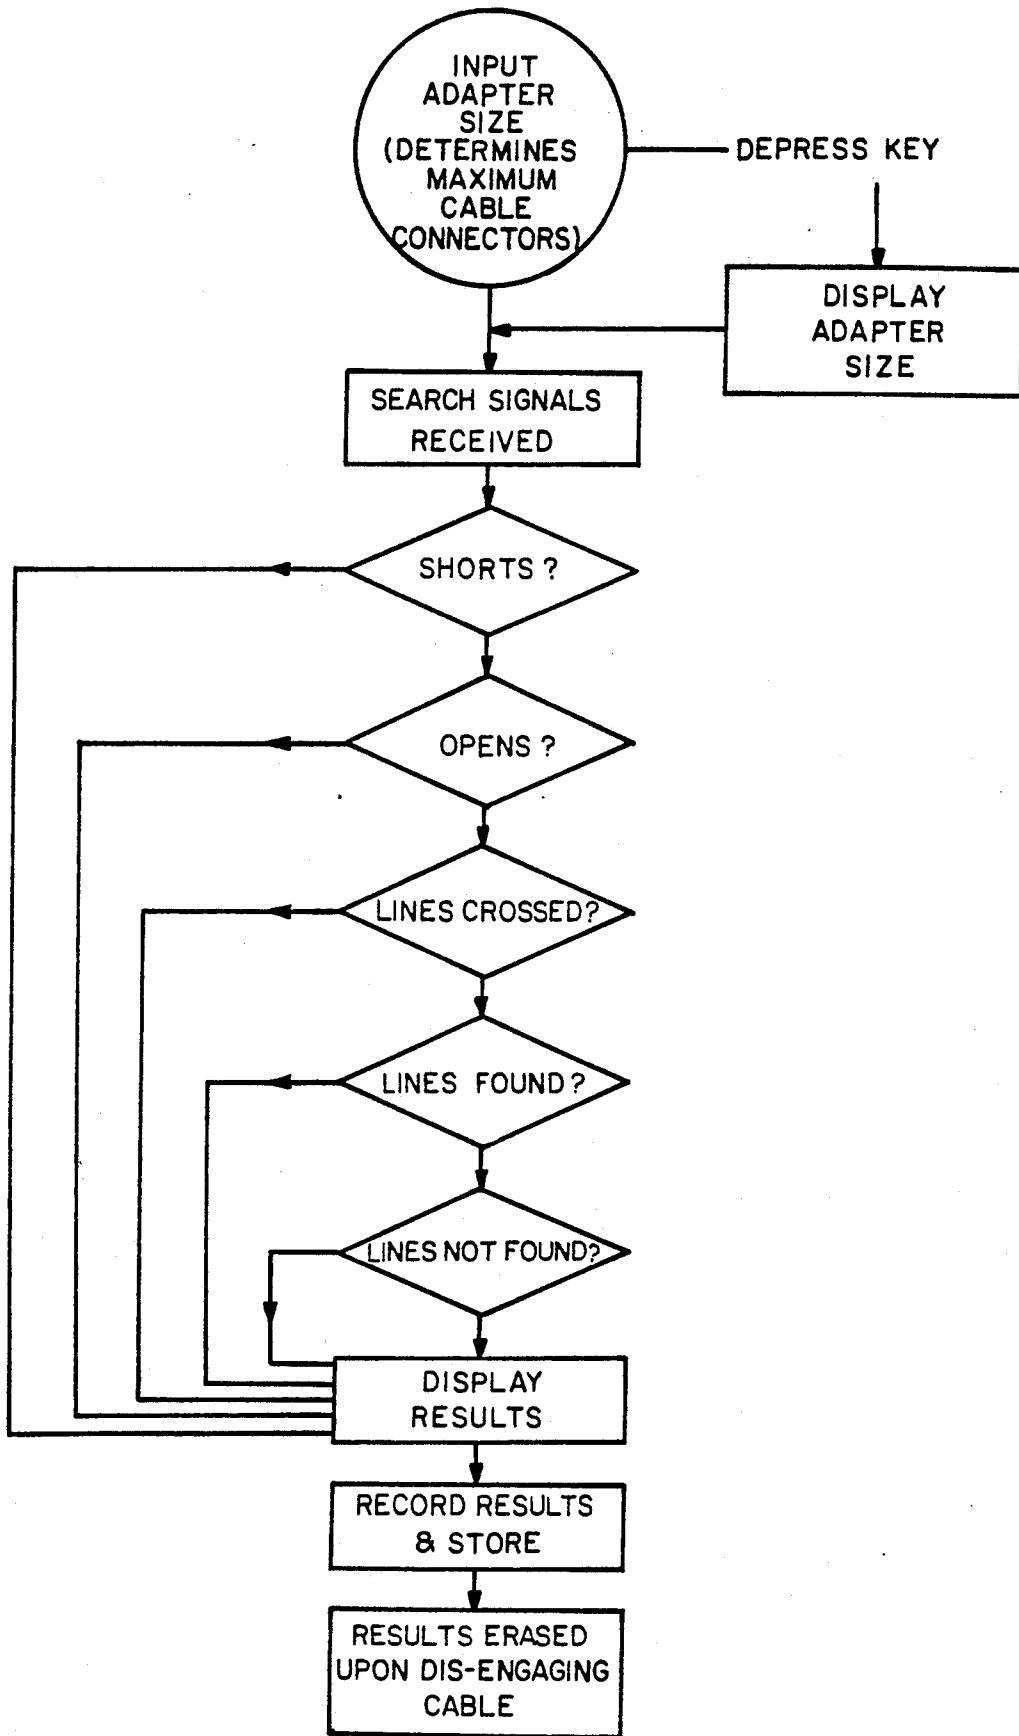 INPUT
ADAPTER
SIZE
(DETERMINES
MAXIMUM
CABLE
CONNECTORS)
DEPRESS KEY
DISPLAY
ADAPTER
SIZE
SEARCH SIGNALS
RECEIVED
SHORTS ?
OPENS ?
LINES CROSSED?
LINES FOUND?
LINES NOT FOUND?
DISPLAY
RESULTS
RECORD RESULTS
& STORE
RESULTS ERASED
UPON DIS-ENGAGING
CABLE